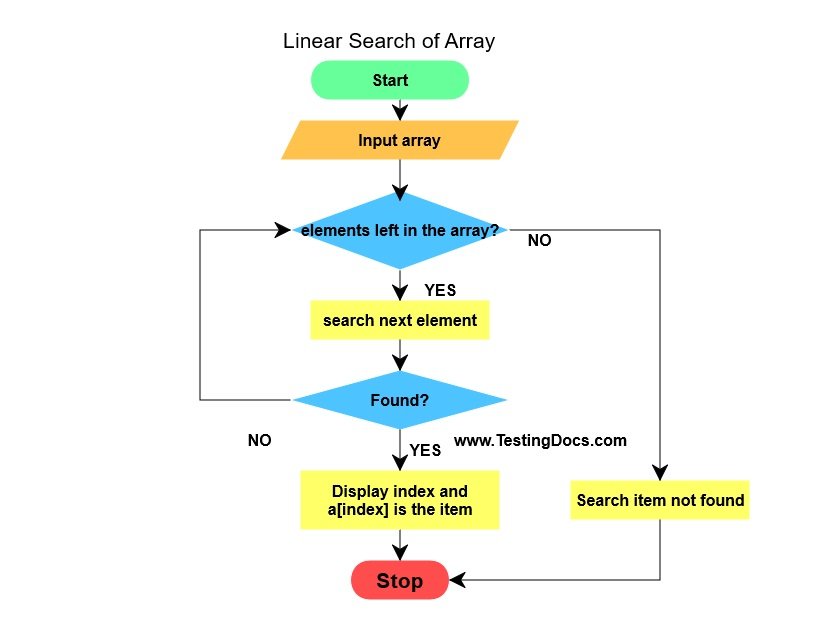 Linear Search of Array
Start
Input array
elements left in the array?
NO
YES
search next element
Found?
NO
YES
www.TestingDocs.com
Display index and
a[index] is the item
Search item not found
Stop